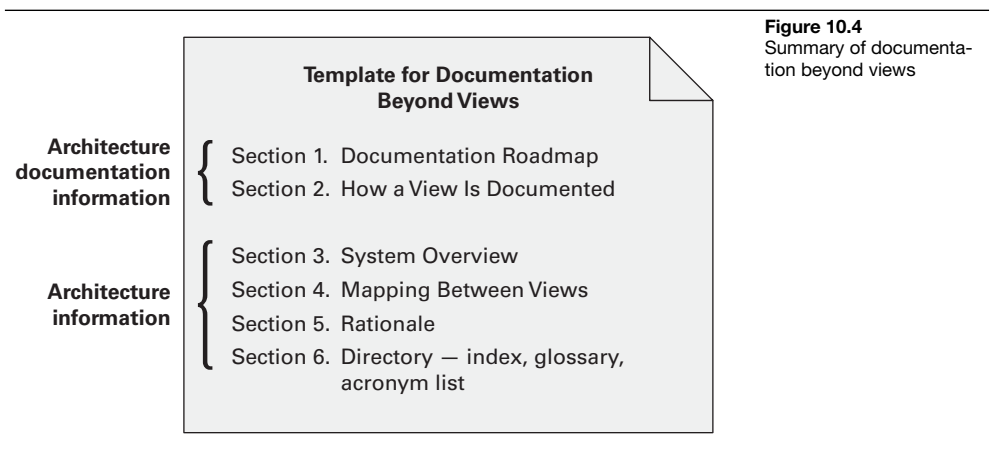 Figure 10.4
Summary of documenta-
tion beyond views
Template for Documentation
Beyond Views
Architecture
documentation
information
Section 1. Documentation Roadmap
Section 2. How a View Is Documented
Architecture
information
Section 3. System Overview
Section 4. Mapping Between Views
Section 5. Rationale
Section 6. Directory — index, glossary,
acronym list